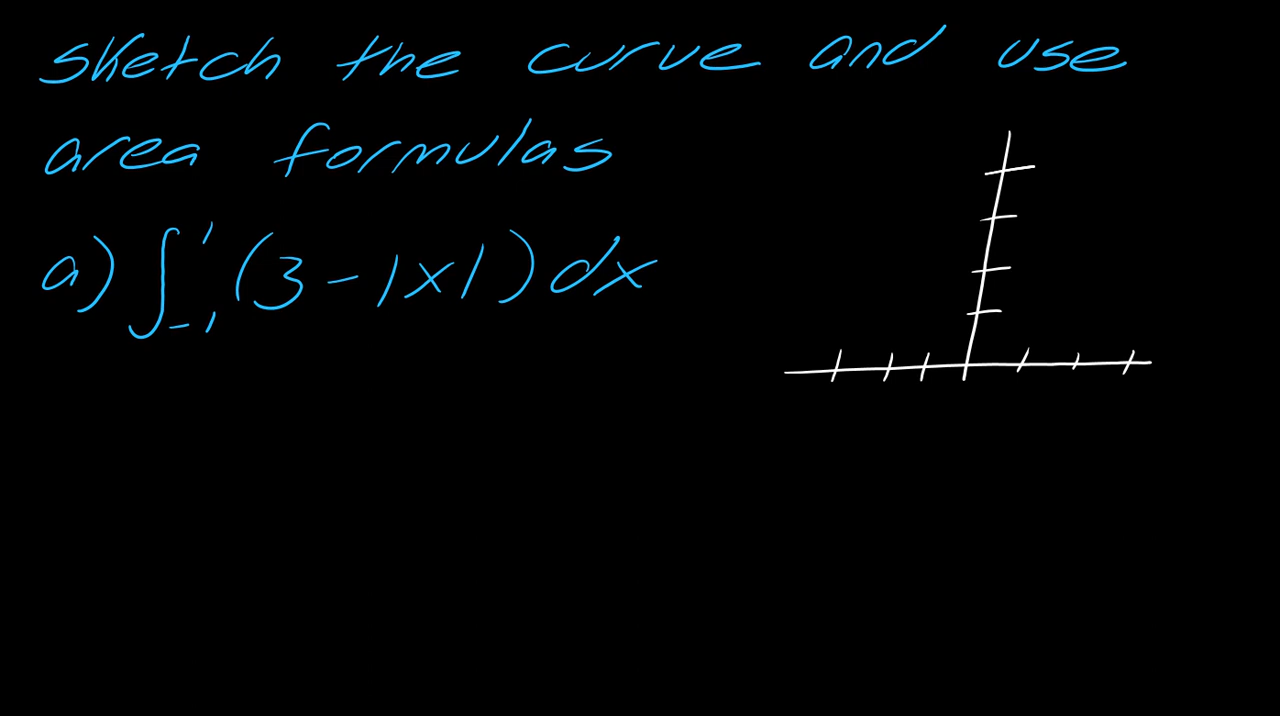 sketch the curve and use
area formulas
a) ∫₋₁¹ (3 - |x|) dx